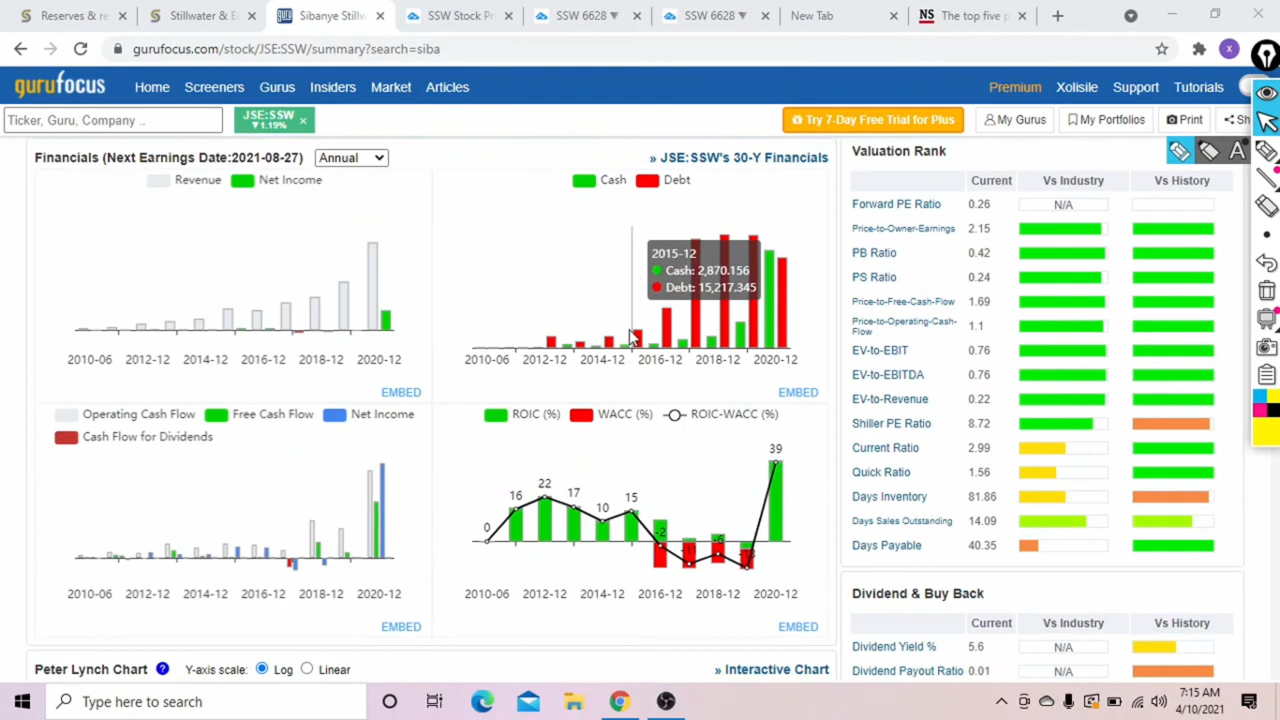 Reserves & re
Stillwater & E
Sibanye Stillw
SSW Stock Pr
SSW 6628 ▼
SSW 6628 ▼
New Tab
NS The top five p
gurufocus.com/stock/JSE:SSW/summary?search=siba
X
gurufocus Home Screeners Gurus Insiders Market Articles Premium Xolisile Support Tutorials
Ticker, Guru, Company ..
JSE:SSW
▼1.19%
Try 7-Day Free Trial for Plus
My Gurus
My Portfolios
Print
Sh
A
Financials (Next Earnings Date:2021-08-27) Annual
» JSE:SSW's 30-Y Financials
Revenue Net Income
2010-06 2012-12 2014-12 2016-12 2018-12 2020-12
EMBED
Cash Debt
2015-12
Cash: 2,870.156
Debt: 15,217.345
2010-06 2012-12 2014-12 2016-12 2018-12 2020-12
EMBED
Operating Cash Flow Free Cash Flow Net Income
Cash Flow for Dividends
2010-06 2012-12 2014-12 2016-12 2018-12 2020-12
EMBED
ROIC (%) WACC (%) ROIC-WACC (%)
0 16 22 17 10 15 -2 -6 39
2010-06 2012-12 2014-12 2016-12 2018-12 2020-12
EMBED
Peter Lynch Chart ? Y-axis scale: Log Linear
» Interactive Chart
Valuation Rank
Current Vs Industry Vs History
Forward PE Ratio 0.26 N/A
Price-to-Owner-Earnings 2.15
PB Ratio 0.42
PS Ratio 0.24
Price-to-Free-Cash-Flow 1.69
Price-to-Operating-Cash-
Flow 1.1
EV-to-EBIT 0.76
EV-to-EBITDA 0.76
EV-to-Revenue 0.22
Shiller PE Ratio 8.72
Current Ratio 2.99
Quick Ratio 1.56
Days Inventory 81.86
Days Sales Outstanding 14.09
Days Payable 40.35
Dividend & Buy Back
Current Vs Industry Vs History
Dividend Yield % 5.6 N/A
Dividend Payout Ratio 0.01 N/A
Type here to search
7:15 AM
4/10/2021